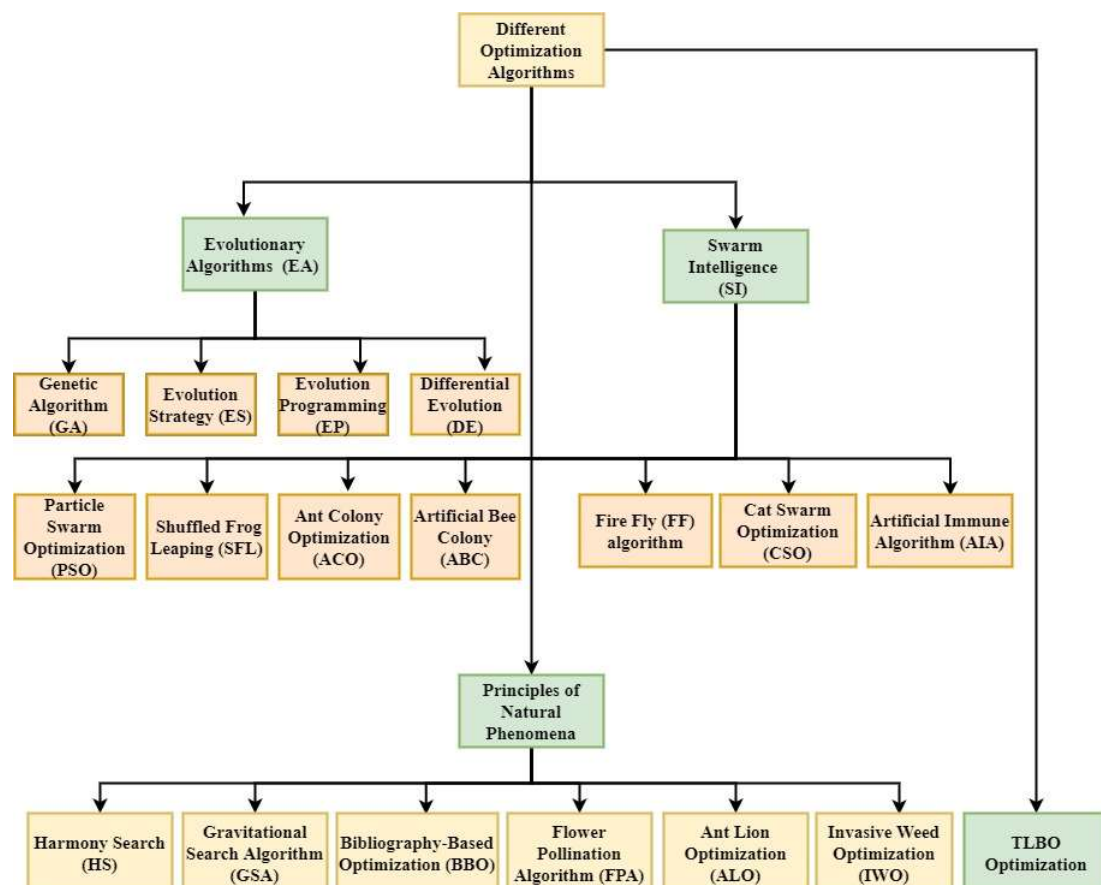 Different
Optimization
Algorithms
Evolutionary
Algorithms (EA)
Swarm
Intelligence
(SI)
Genetic
Algorithm
(GA)
Evolution
Strategy (ES)
Evolution
Programming
(EP)
Differential
Evolution
(DE)
Particle
Swarm
Optimization
(PSO)
Shuffled Frog
Leaping (SFL)
Ant Colony
Optimization
(ACO)
Artificial Bee
Colony
(ABC)
Fire Fly (FF)
algorithm
Cat Swarm
Optimization
(CSO)
Artificial Immune
Algorithm (AIA)
Principles of
Natural
Phenomena
Harmony Search
(HS)
Gravitational
Search Algorithm
(GSA)
Bibliography-Based
Optimization (BBO)
Flower
Pollination
Algorithm (FPA)
Ant Lion
Optimization
(ALO)
Invasive Weed
Optimization
(IWO)
TLBO
Optimization